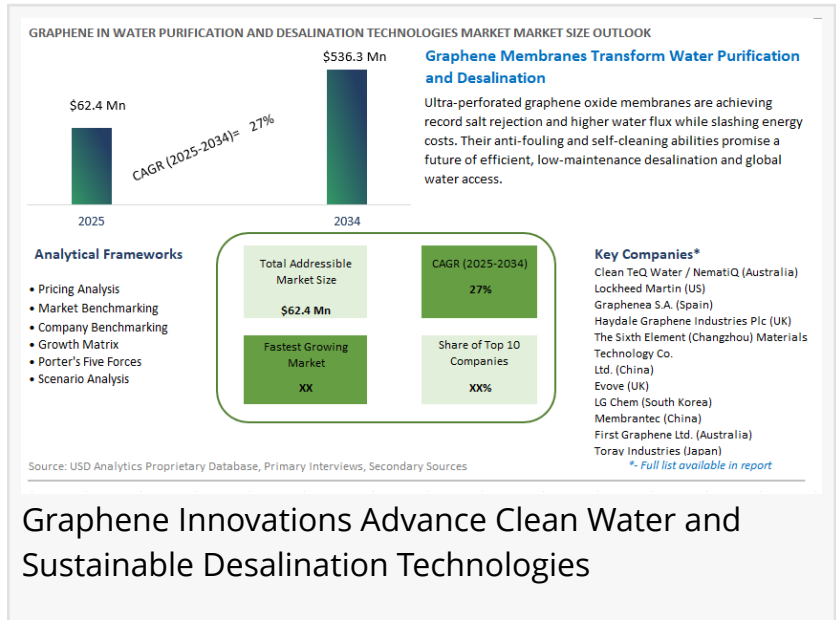 GRAPHENE IN WATER PURIFICATION AND DESALINATION TECHNOLOGIES MARKET MARKET SIZE OUTLOOK
$62.4 Mn
$536.3 Mn
CAGR (2025-2034)= 27%
2025
2034
Graphene Membranes Transform Water Purification
and Desalination
Ultra-perforated graphene oxide membranes are achieving
record salt rejection and higher water flux while slashing energy
costs. Their anti-fouling and self-cleaning abilities promise a
future of efficient, low-maintenance desalination and global
water access.
Analytical Frameworks
• Pricing Analysis
• Market Benchmarking
• Company Benchmarking
• Growth Matrix
• Porter's Five Forces
• Scenario Analysis
Total Addressible
Market Size
$62.4 Mn
CAGR (2025-2034)
27%
Fastest Growing
Market
XX
Share of Top 10
Companies
XX%
Key Companies*
Clean TeQ Water / NematiQ (Australia)
Lockheed Martin (US)
Graphenea S.A. (Spain)
Haydale Graphene Industries Plc (UK)
The Sixth Element (Changzhou) Materials
Technology Co.
Ltd. (China)
Evove (UK)
LG Chem (South Korea)
Membrantec (China)
First Graphene Ltd. (Australia)
Toray Industries (Japan)
*- Full list available in report
Source: USD Analytics Proprietary Database, Primary Interviews, Secondary Sources
Graphene Innovations Advance Clean Water and
Sustainable Desalination Technologies